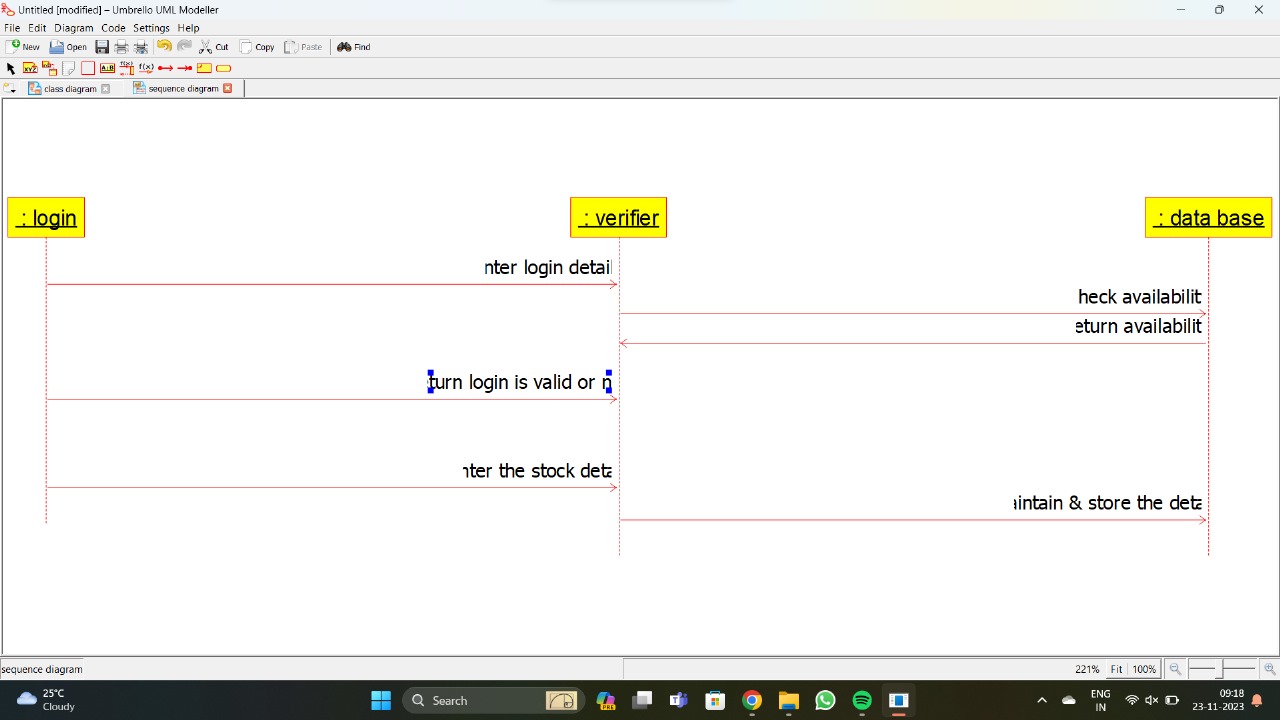 Untitled [modified] – Umbrello UML Modeller
File Edit Diagram Code Settings Help
New Open Cut Copy Paste Find
class diagram sequence diagram
: login : verifier : data base
nter login detail
heck availabilit
eturn availabilit
turn login is valid or n
nter the stock deta
aintain & store the deta
sequence diagram 221% Fit 100%
25°C
Cloudy
Search
PRE
ENG
IN
09:18
23-11-2023